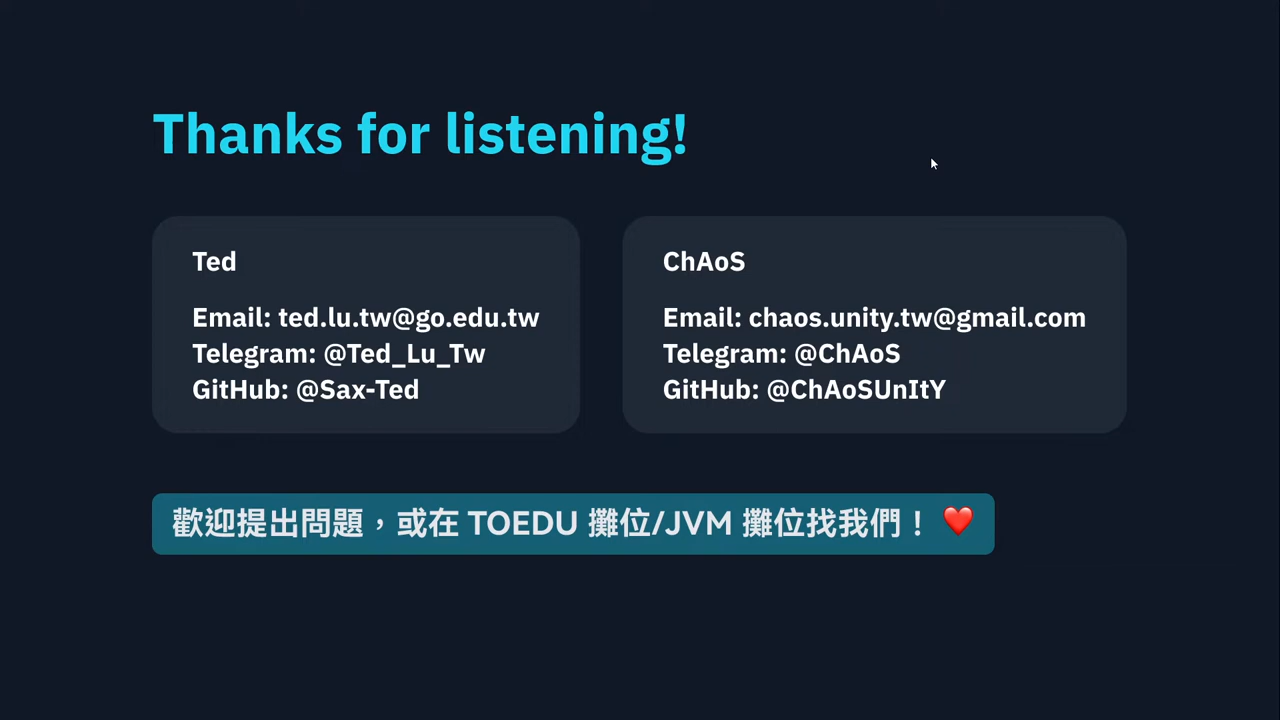 Thanks for listening!
Ted
Email: ted.lu.tw@go.edu.tw
Telegram: @Ted_Lu_Tw
GitHub: @Sax-Ted
ChAoS
Email: chaos.unity.tw@gmail.com
Telegram: @ChAoS
GitHub: @ChAoSUnItY
歡迎提出問題，或在 TOEDU 攤位/JVM 攤位找我們！ ❤️